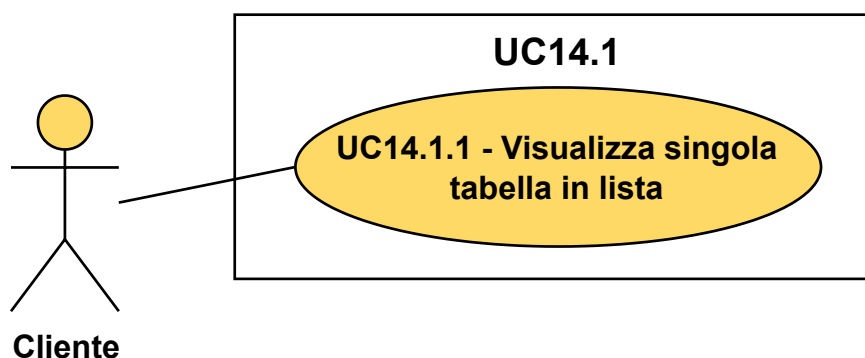 UC14.1
UC14.1.1 - Visualizza singola
tabella in lista
Cliente